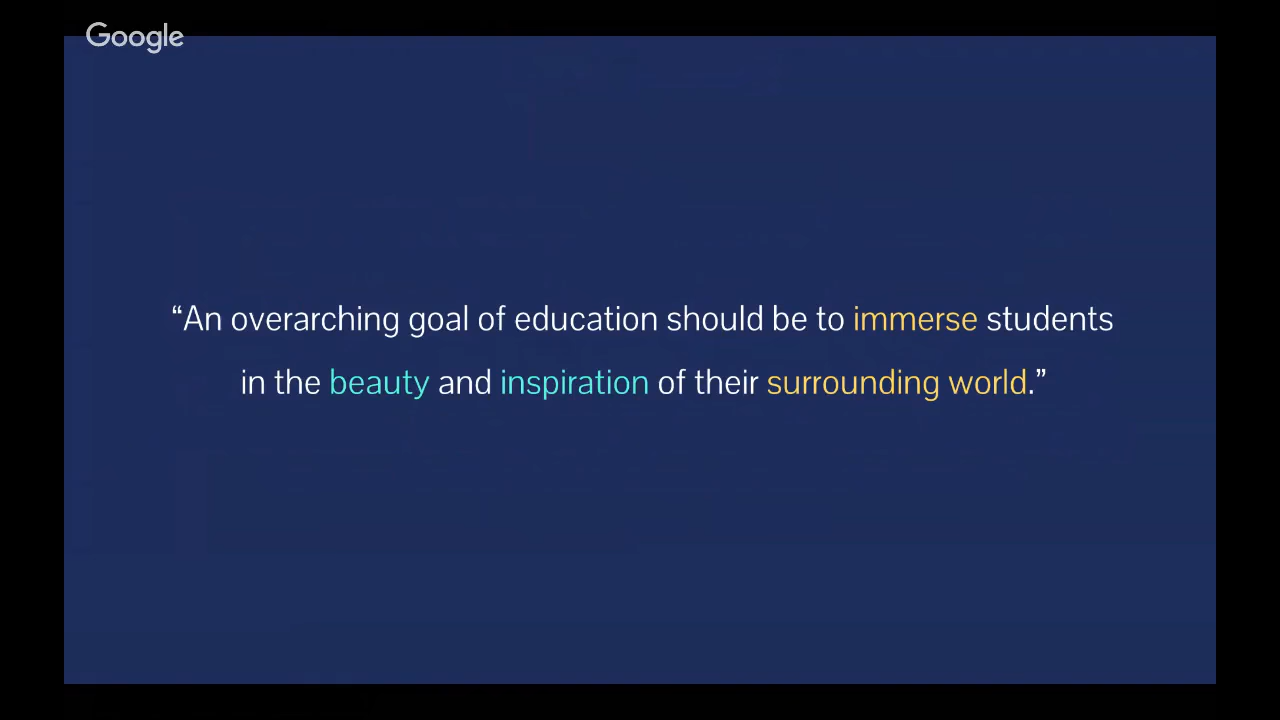 Google
“An overarching goal of education should be to immerse students
in the beauty and inspiration of their surrounding world.”